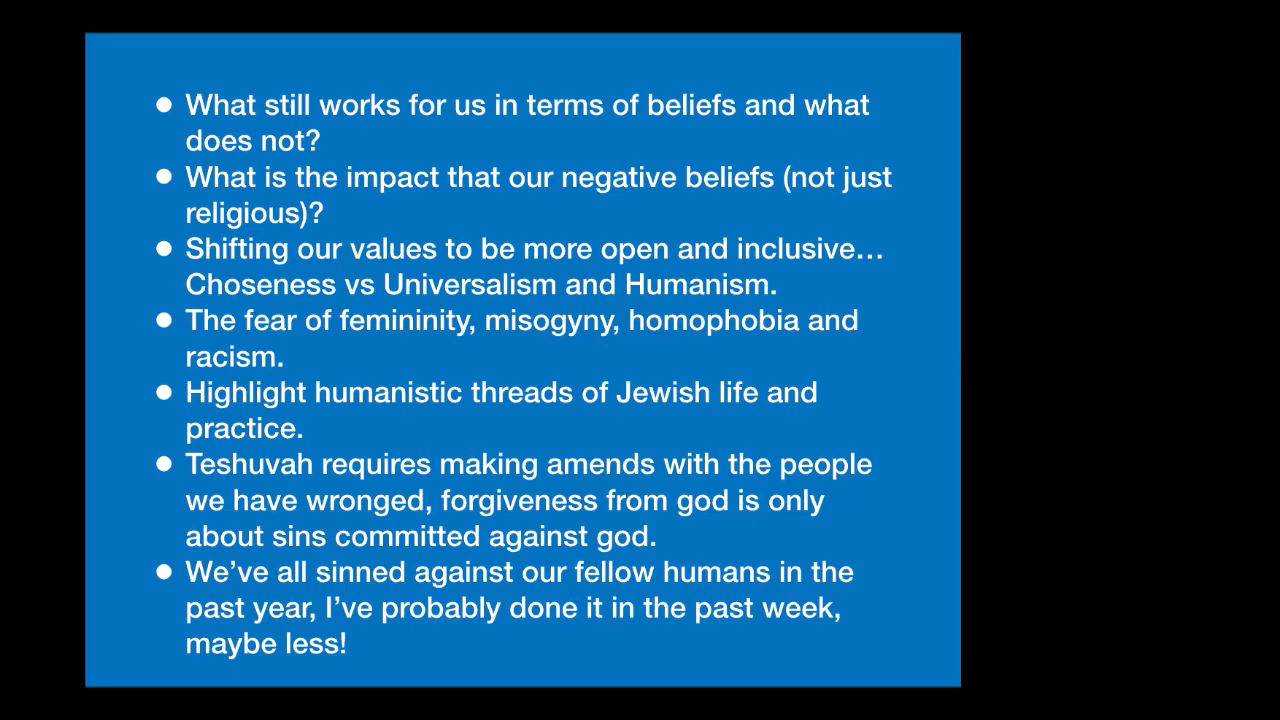 • What still works for us in terms of beliefs and what
does not?
• What is the impact that our negative beliefs (not just
religious)?
• Shifting our values to be more open and inclusive…
Choseness vs Universalism and Humanism.
• The fear of femininity, misogyny, homophobia and
racism.
• Highlight humanistic threads of Jewish life and
practice.
• Teshuvah requires making amends with the people
we have wronged, forgiveness from god is only
about sins committed against god.
• We’ve all sinned against our fellow humans in the
past year, I’ve probably done it in the past week,
maybe less!